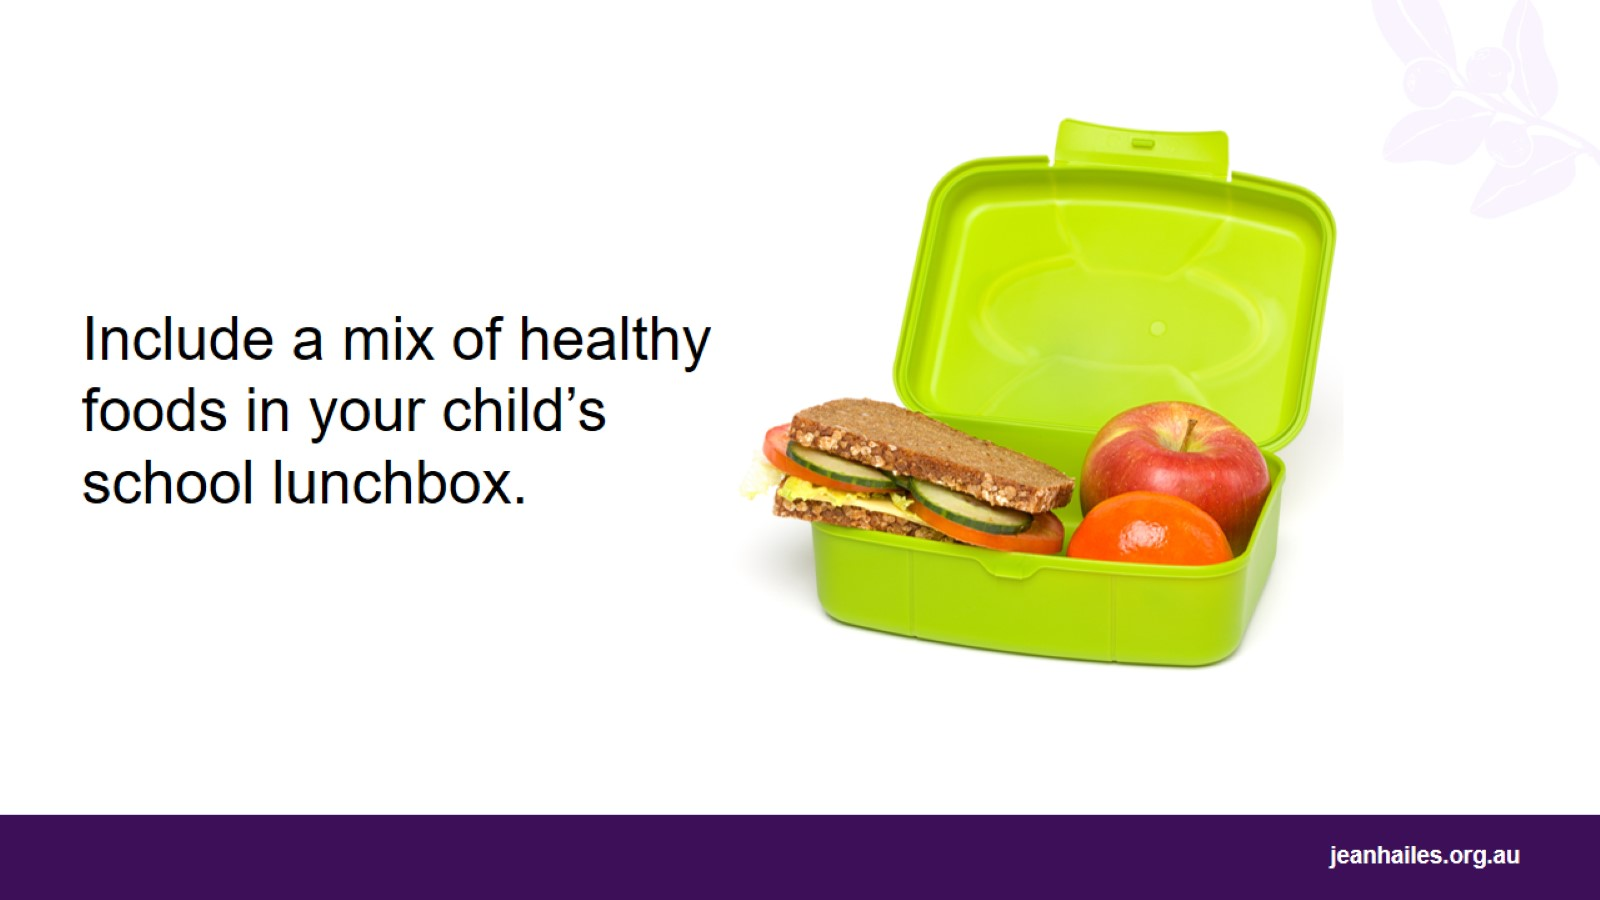 Include a mix of healthy
foods in your child’s
school lunchbox.
jeanhailes.org.au